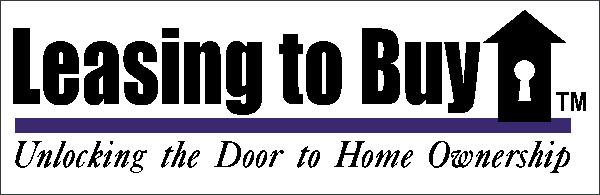 Leasing to Buy TM
Unlocking the Door to Home Ownership